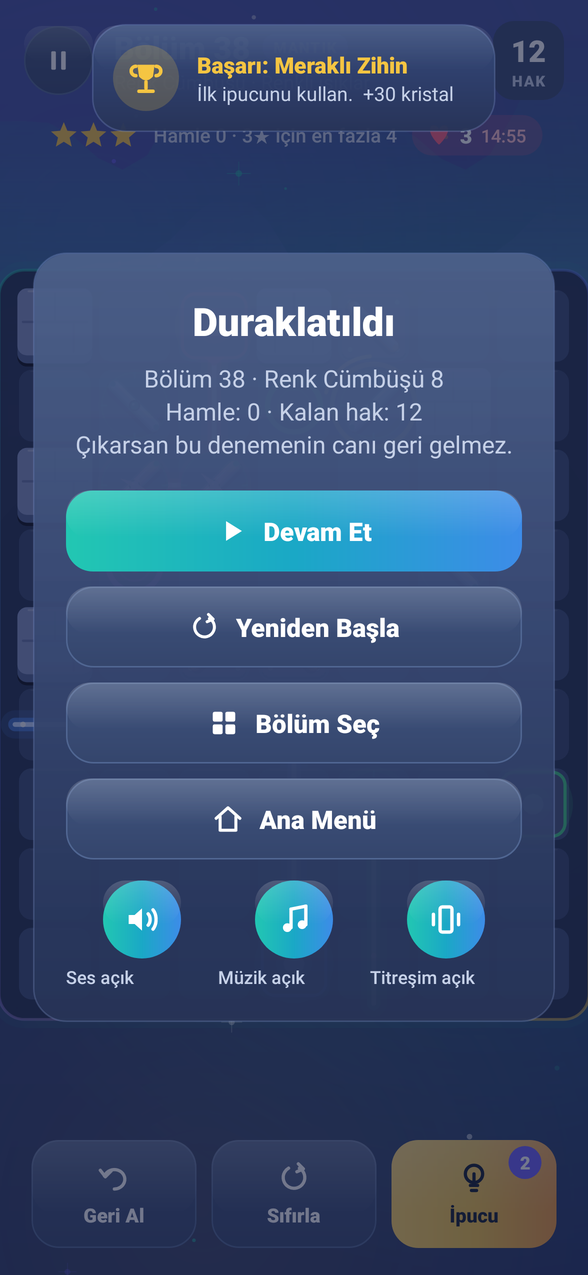 Başarı: Meraklı Zihin
İlk ipucunu kullan. +30 kristal
12
HAK
Hamle 0 · 3★ için en fazla 4
3 14:55
Duraklatıldı
Bölüm 38 · Renk Cümbüşü 8
Hamle: 0 · Kalan hak: 12
Çıkarsan bu denemenin canı geri gelmez.
Devam Et
Yeniden Başla
Bölüm Seç
Ana Menü
Ses açık
Müzik açık
Titreşim açık
Geri Al
Sıfırla
2
İpucu